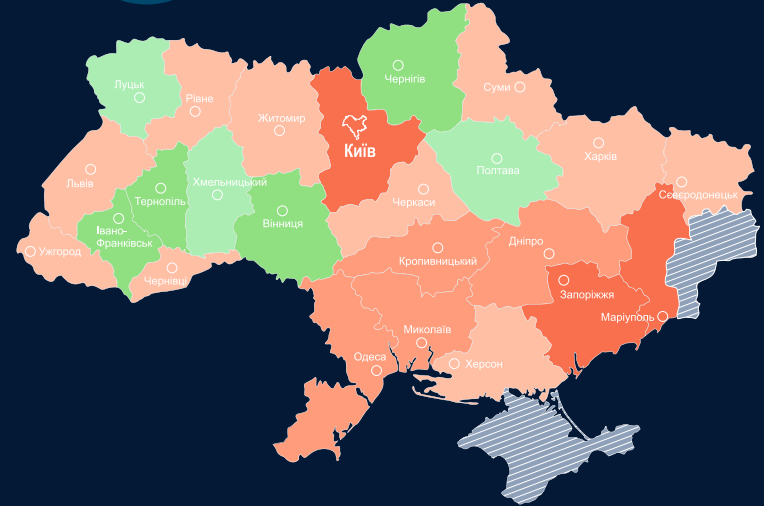 Чернігів
Луцьк
Суми
Рівне
Житомир
Київ
Харків
Львів
Полтава
Хмельницький
Черкаси
Сєвєродонецьк
Тернопіль
Вінниця
Івано-
Франківськ
Ужгород
Дніпро
Кропивницький
Чернівці
Запоріжжя
Маріуполь
Миколаїв
Одеса
Херсон